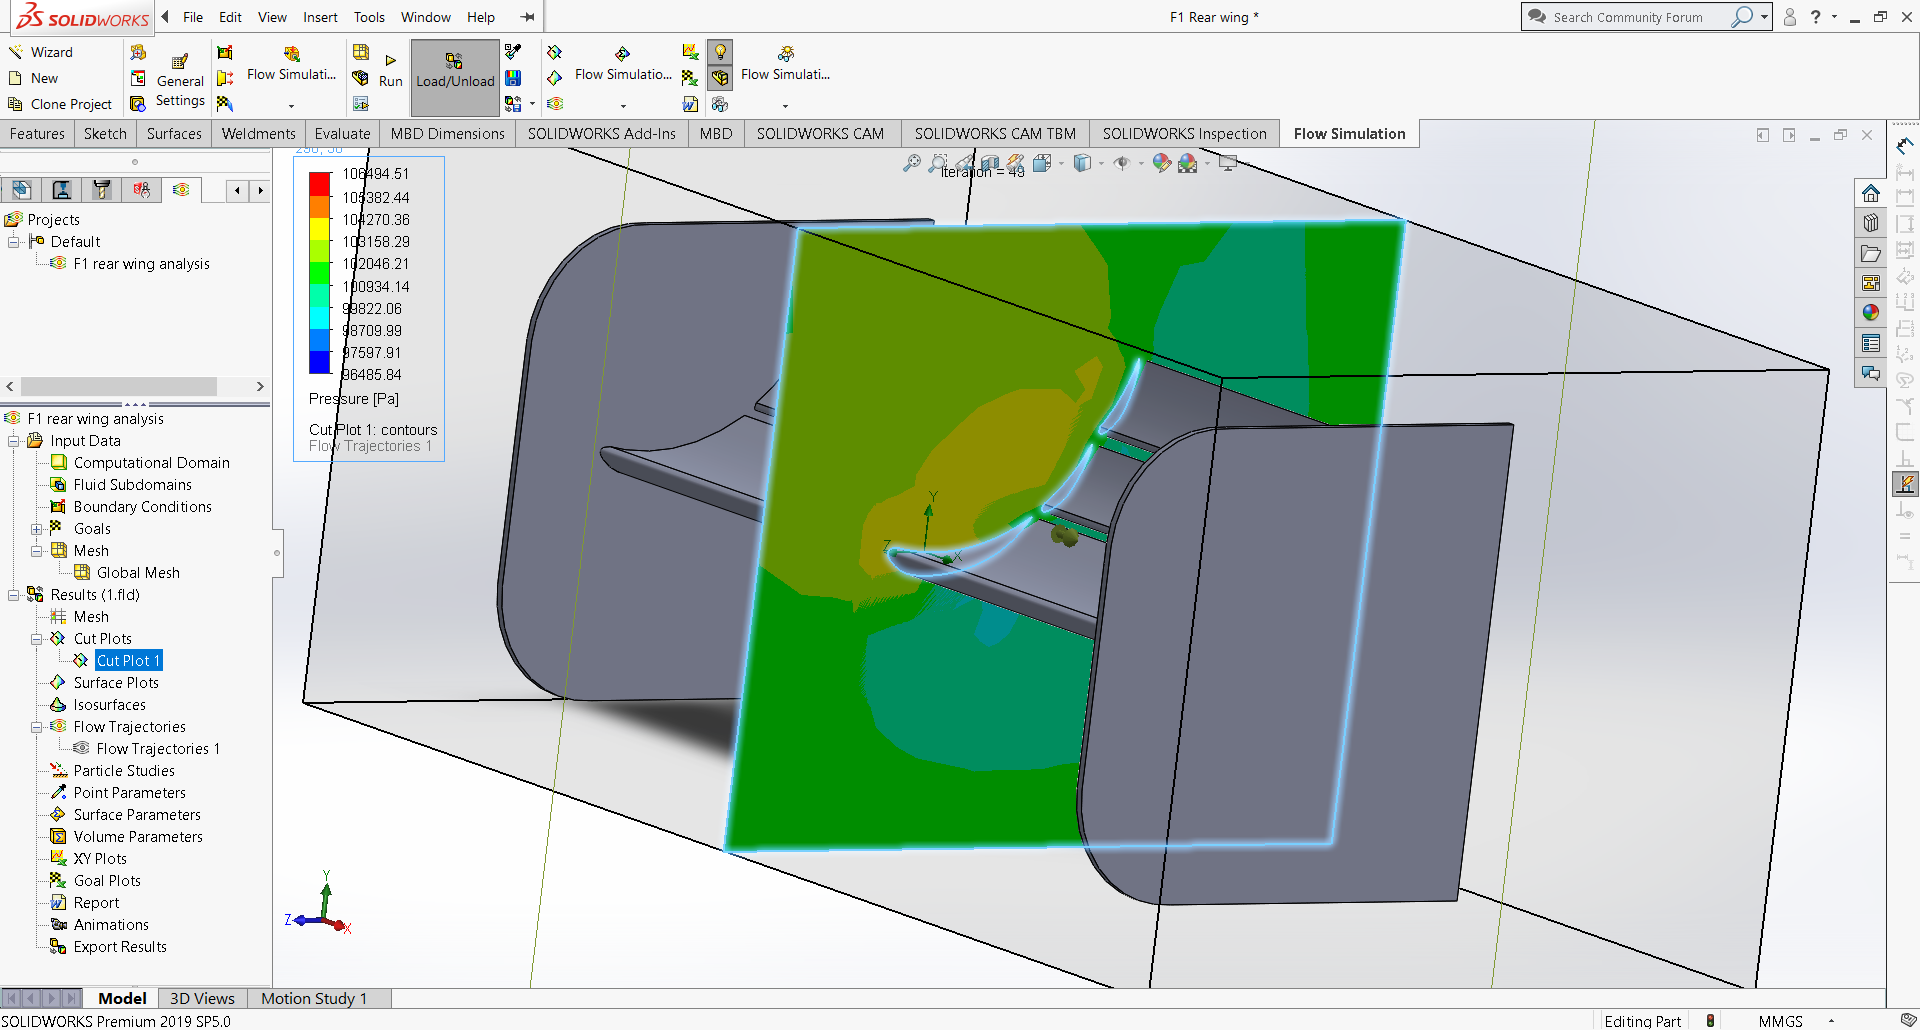 SOLIDWORKS
File Edit View Insert Tools Window Help
F1 Rear wing *
Search Community Forum
?
Wizard
New
Clone Project
General Settings
Flow Simulati...
Run
Load/Unload
Flow Simulatio...
Flow Simulati...
Features Sketch Surfaces Weldments Evaluate MBD Dimensions SOLIDWORKS Add-Ins MBD SOLIDWORKS CAM SOLIDWORKS CAM TBM SOLIDWORKS Inspection Flow Simulation
Iteration = 49
Projects
Default
F1 rear wing analysis
F1 rear wing analysis
Input Data
Computational Domain
Fluid Subdomains
Boundary Conditions
Goals
Mesh
Global Mesh
Results (1.fld)
Mesh
Cut Plots
Cut Plot 1
Surface Plots
Isosurfaces
Flow Trajectories
Flow Trajectories 1
Particle Studies
Point Parameters
Surface Parameters
Volume Parameters
XY Plots
Goal Plots
Report
Animations
Export Results
106494.51
105382.44
104270.36
103158.29
102046.21
100934.14
99822.06
98709.99
97597.91
96485.84
Pressure [Pa]
Cut Plot 1: contours
Flow Trajectories 1
Y
Z
X
Y
Z
X
Model 3D Views Motion Study 1
SOLIDWORKS Premium 2019 SP5.0
Editing Part
MMGS